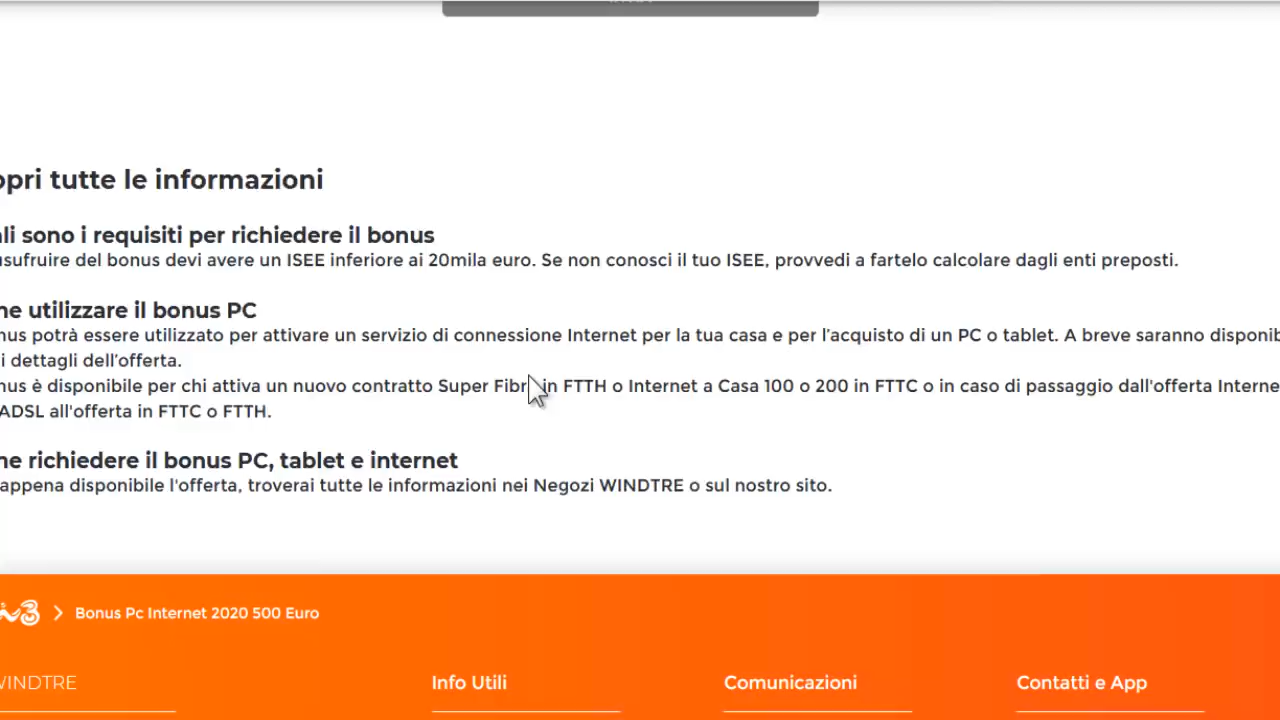 opri tutte le informazioni
ali sono i requisiti per richiedere il bonus
usufruire del bonus devi avere un ISEE inferiore ai 20mila euro. Se non conosci il tuo ISEE, provvedi a fartelo calcolare dagli enti preposti.
me utilizzare il bonus PC
nus potrà essere utilizzato per attivare un servizio di connessione Internet per la tua casa e per l'acquisto di un PC o tablet. A breve saranno disponib
i dettagli dell'offerta.
nus è disponibile per chi attiva un nuovo contratto Super Fibr in FTTH o Internet a Casa 100 o 200 in FTTC o in caso di passaggio dall'offerta Interne
ADSL all'offerta in FTTC o FTTH.
me richiedere il bonus PC, tablet e internet
appena disponibile l'offerta, troverai tutte le informazioni nei Negozi WINDTRE o sul nostro sito.
Bonus Pc Internet 2020 500 Euro
WINDTRE
Info Utili
Comunicazioni
Contatti e App